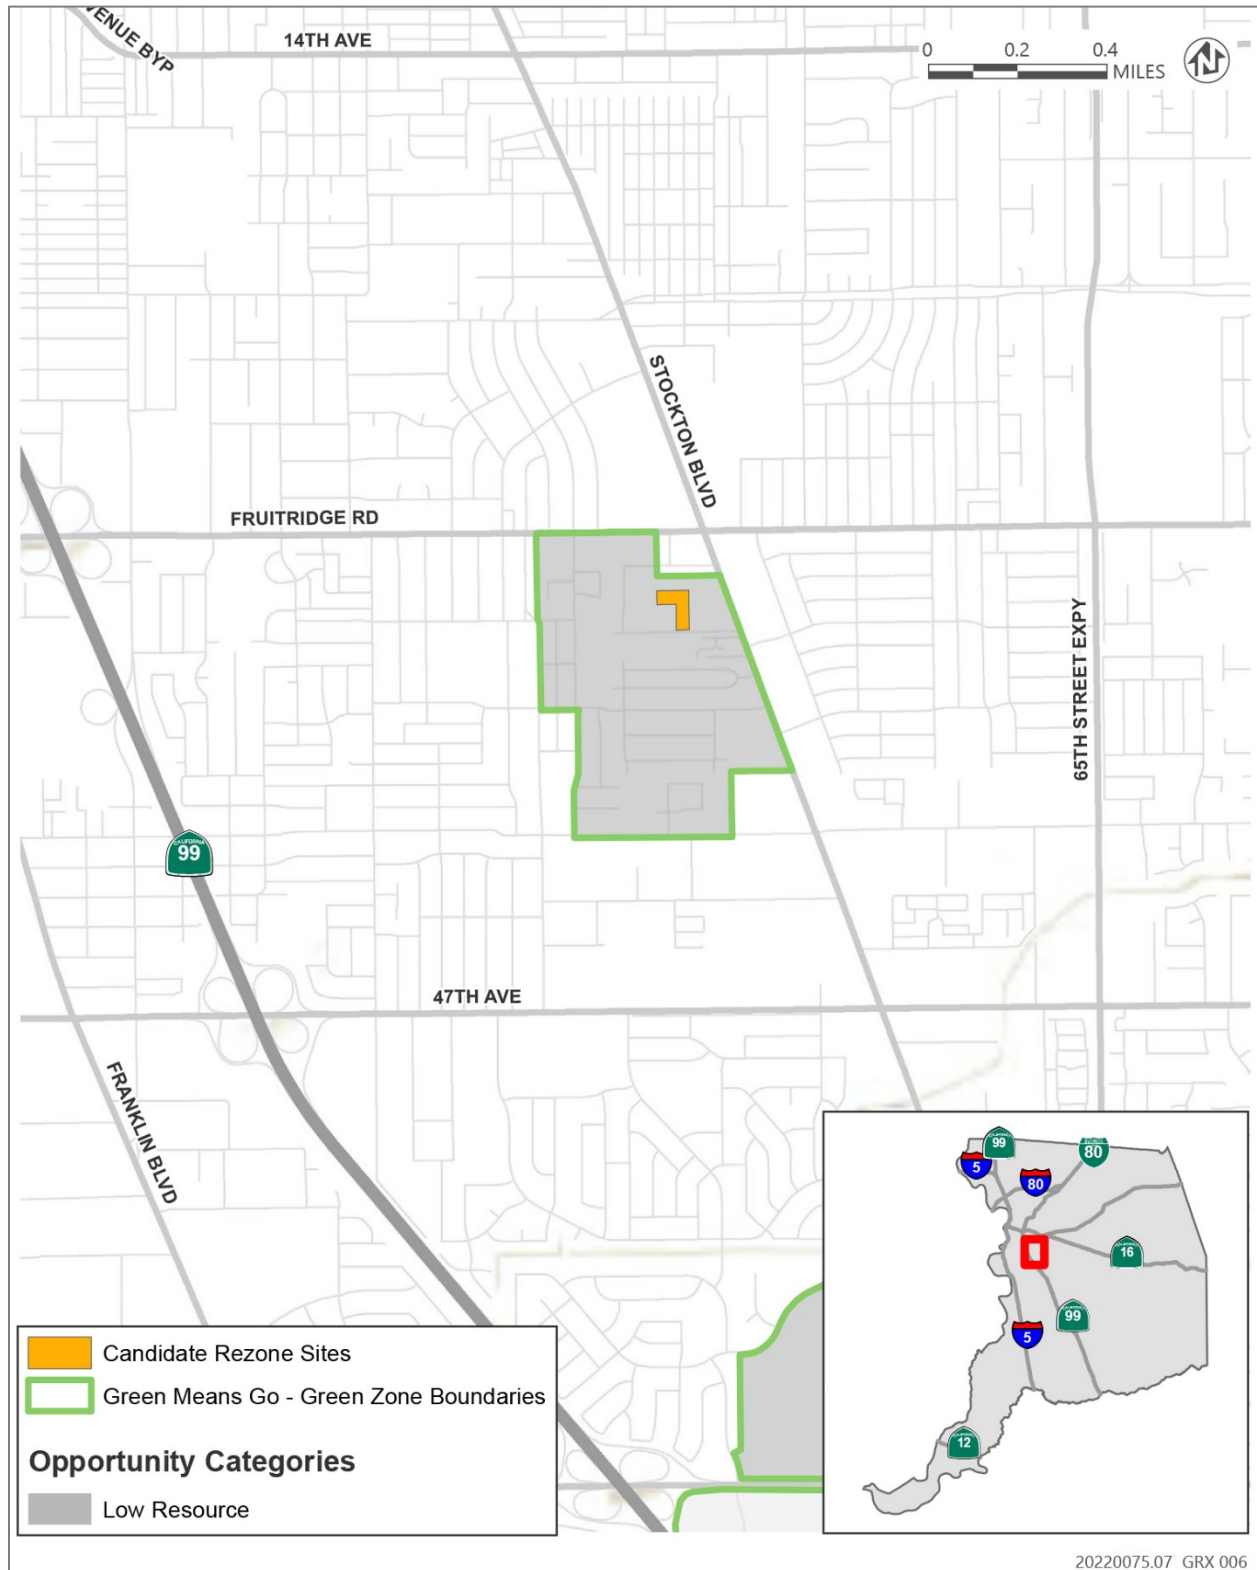 VENUE BYP
14TH AVE
0 0.2 0.4
MILES
N
STOCKTON BLVD
FRUITRIDGE RD
65TH STREET EXPY
CALIFORNIA
99
47TH AVE
FRANKLIN BLVD
99
5
80
80
16
99
5
12
Candidate Rezone Sites
Green Means Go - Green Zone Boundaries
Opportunity Categories
Low Resource
20220075.07 GRX 006